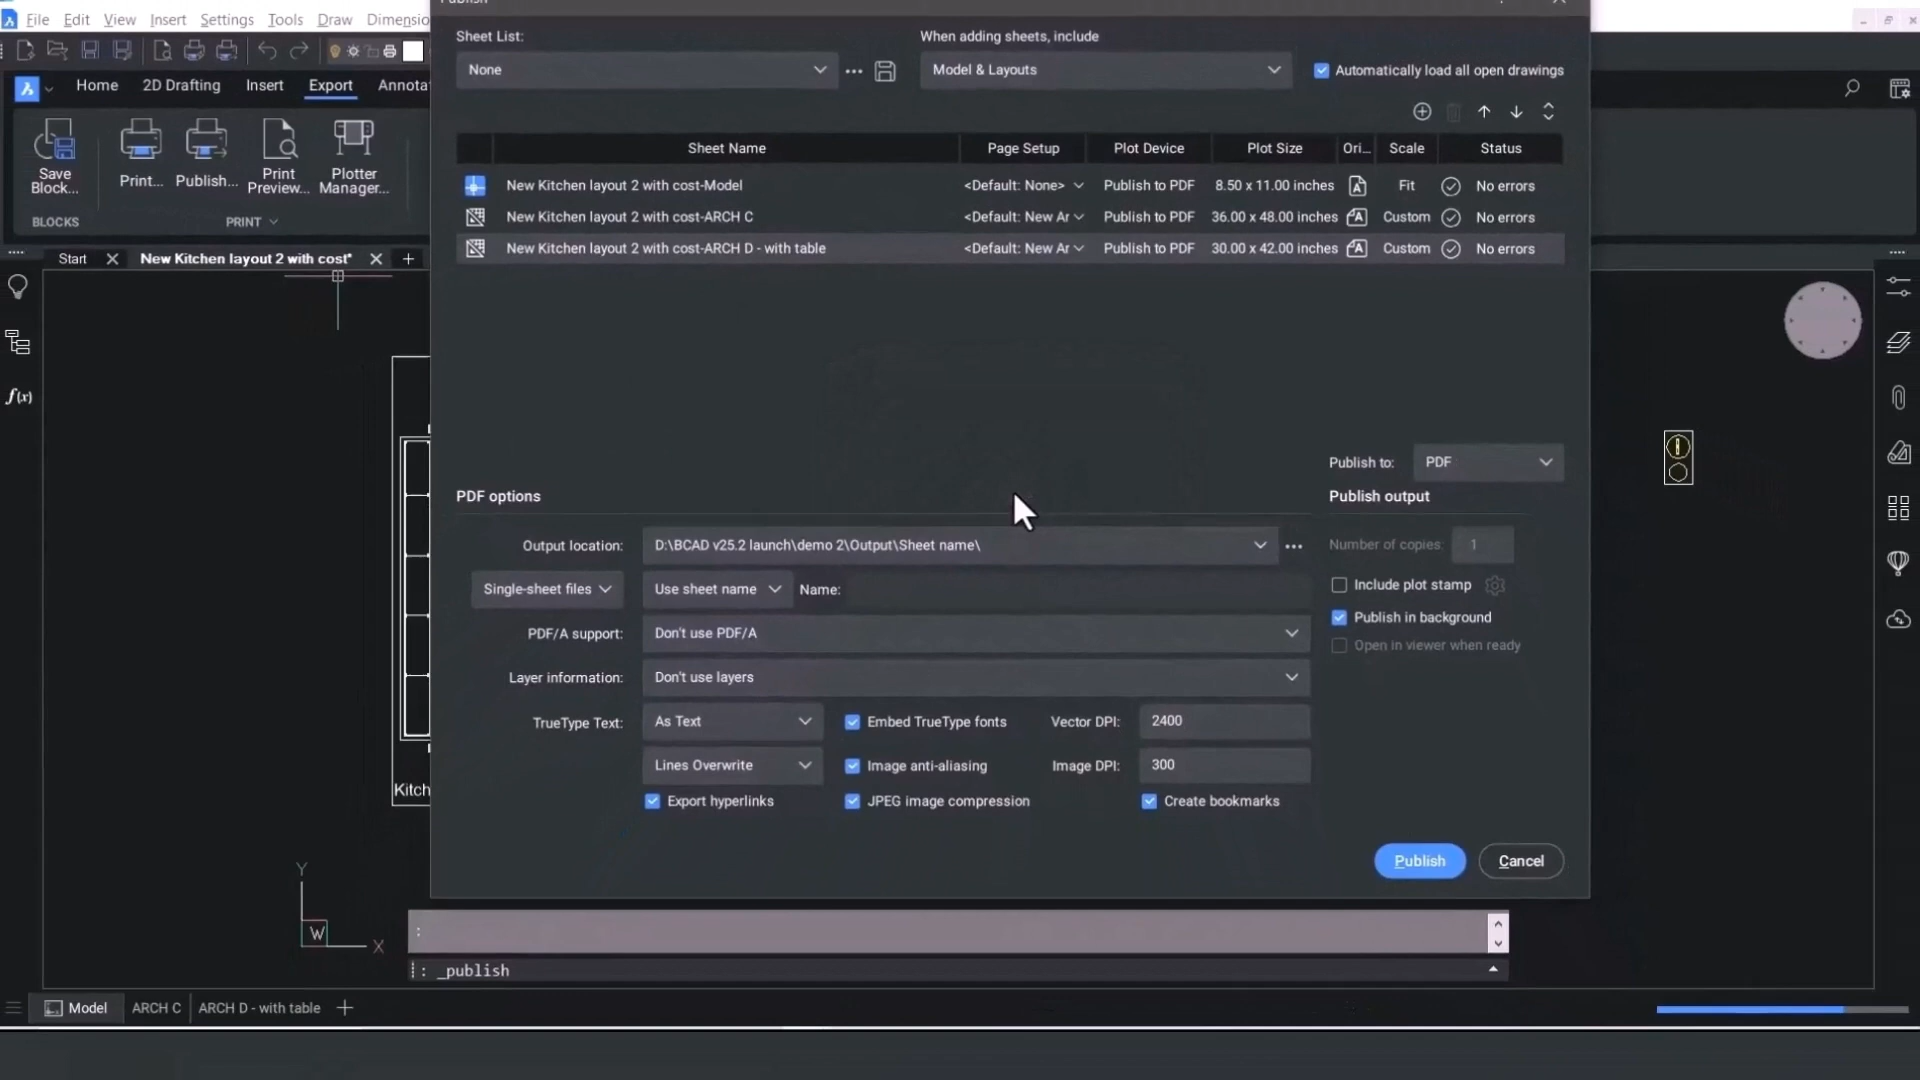 File Edit View Insert Settings Tools Draw Dimensio
Publish
Sheet List:
When adding sheets, include
None
Model & Layouts
Automatically load all open drawings
Home 2D Drafting Insert Export Annota
Save Block...
Print...
Publish...
Print Preview...
Plotter Manager...
BLOCKS
PRINT
Sheet Name Page Setup Plot Device Plot Size Ori... Scale Status
New Kitchen layout 2 with cost-Model <Default: None> Publish to PDF 8.50 x 11.00 inches Fit No errors
New Kitchen layout 2 with cost-ARCH C <Default: New Ar Publish to PDF 36.00 x 48.00 inches Custom No errors
New Kitchen layout 2 with cost-ARCH D - with table <Default: New Ar Publish to PDF 30.00 x 42.00 inches Custom No errors
Start New Kitchen layout 2 with cost*
f(x)
Publish to: PDF
PDF options
Publish output
Output location: D:\BCAD v25.2 launch\demo 2\Output\Sheet name\
Number of copies: 1
Single-sheet files Use sheet name Name:
Include plot stamp
Publish in background
PDF/A support: Don't use PDF/A
Open in viewer when ready
Layer information: Don't use layers
TrueType Text: As Text Embed TrueType fonts Vector DPI: 2400
Lines Overwrite Image anti-aliasing Image DPI: 300
Export hyperlinks JPEG image compression Create bookmarks
Kitch
Publish Cancel
Y
W X
:
: _publish
Model ARCH C ARCH D - with table